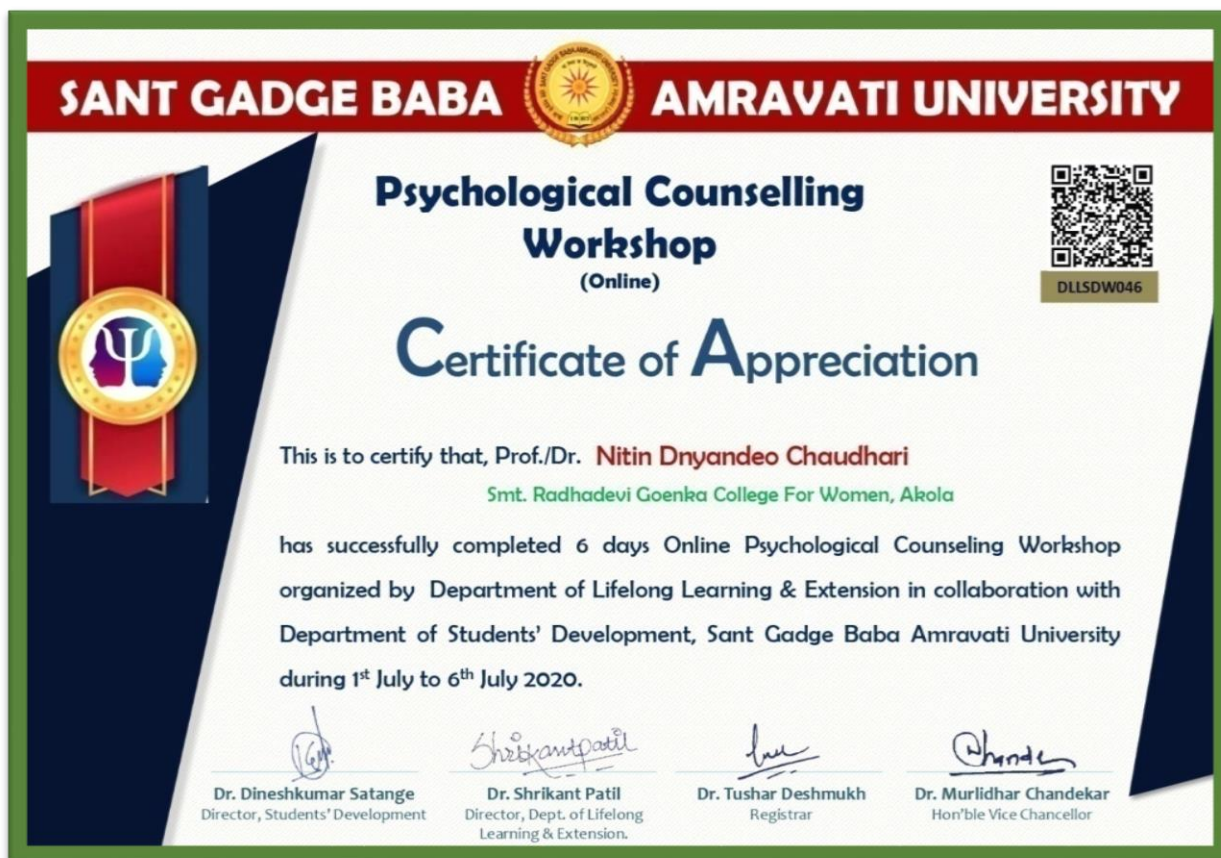 SANT GADGE BABA AMRAVATI UNIVERSITY
Psychological Counselling
Workshop
(Online)
DLLSDW046
Certificate of Appreciation
This is to certify that, Prof./Dr. Nitin Dnyandeo Chaudhari
Smt. Radhadevi Goenka College For Women, Akola
has successfully completed 6 days Online Psychological Counseling Workshop
organized by Department of Lifelong Learning & Extension in collaboration with
Department of Students' Development, Sant Gadge Baba Amravati University
during 1st July to 6th July 2020.
Shrikantpatil
Dr. Dineshkumar Satange
Director, Students' Development
Dr. Shrikant Patil
Director, Dept. of Lifelong
Learning & Extension.
Dr. Tushar Deshmukh
Registrar
Dr. Murlidhar Chandekar
Hon'ble Vice Chancellor